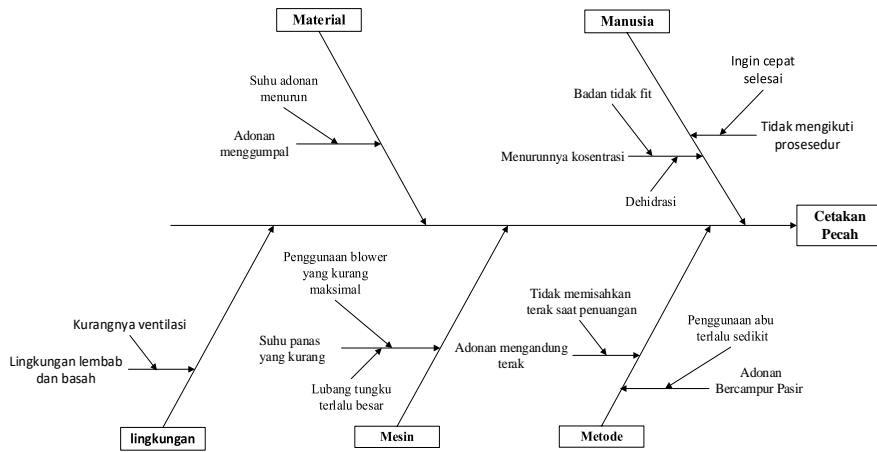 Material
Manusia
Suhu adonan
menurun
Adonan
menggumpal
Ingin cepat
selesai
Badan tidak fit
Tidak mengikuti
prosesedur
Menurunnya kosentrasi
Dehidrasi
Cetakan
Pecah
Penggunaan blower
yang kurang
maksimal
Kurangnya ventilasi
Suhu panas
yang kurang
Lingkungan lembab
dan basah
Lubang tungku
terlalu besar
Tidak memisahkan
terak saat penuangan
Penggunaan abu
terlalu sedikit
Adonan mengandung
terak
Adonan
Bercampur Pasir
lingkungan
Mesin
Metode